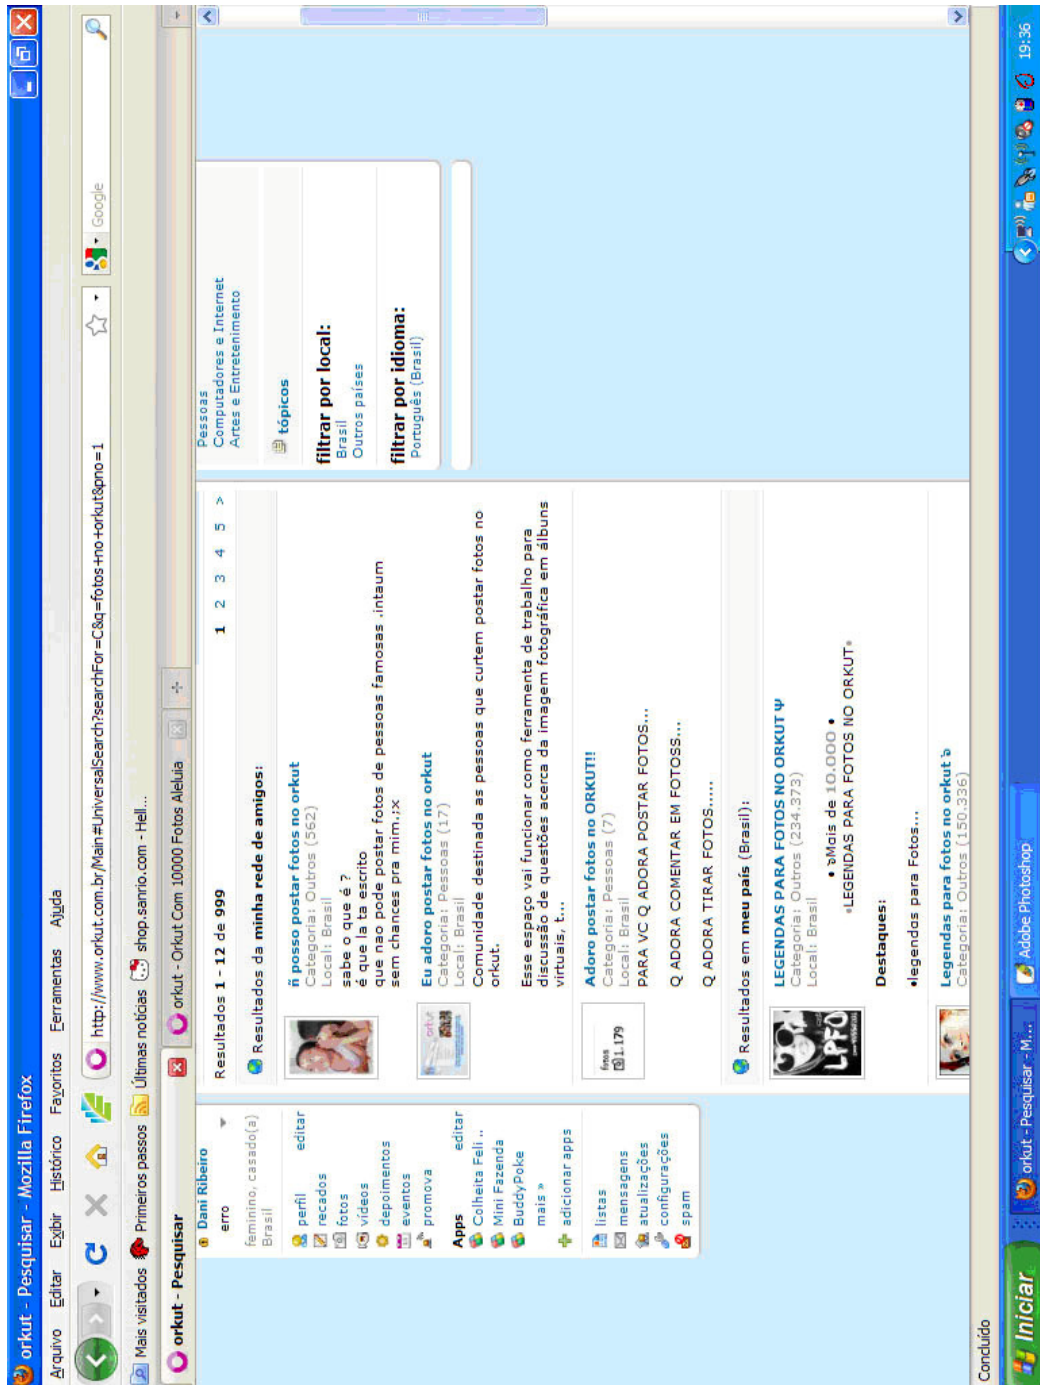 orkut - Pesquisar - Mozilla Firefox
Arquivo Editar Exibir Histórico Favoritos Ferramentas Ajuda
http://www.orkut.com.br/Main#UniversalSearch?searchFor=C&q=fotos+no+orkut&pno=1
Google
Mais visitados Primeiros passos Últimas notícias shop.sanrio.com - Hell...
orkut - Pesquisar
orkut - Orkut Com 10000 Fotos Aleluia
Dani Ribeiro
erro
feminino, casado(a)
Brasil
perfil editar
recados
fotos
vídeos
depoimentos
eventos
promova
Apps editar
Colheita Feli ..
Mini Fazenda
BuddyPoke
mais »
adicionar apps
listas
mensagens
atualizações
configurações
spam
Resultados 1 - 12 de 999
1 2 3 4 5 >
Resultados da minha rede de amigos:
ñ posso postar fotos no orkut
Categoria: Outros (562)
Local: Brasil
sabe o que é ?
é que la ta escrito
que nao pode postar fotos de pessoas famosas .intaum
sem chances pra mim.;x
orkut
Eu adoro postar fotos no orkut
Categoria: Pessoas (17)
Local: Brasil
Comunidade destinada as pessoas que curtem postar fotos no
orkut.
Esse espaço vai funcionar como ferramenta de trabalho para
discussão de questões acerca da imagem fotográfica em álbuns
virtuais, t...
fotos
1.179
Adoro postar fotos no ORKUT!!
Categoria: Pessoas (7)
Local: Brasil
PARA VC Q ADORA POSTAR FOTOS...
Q ADORA COMENTAR EM FOTOSS...
Q ADORA TIRAR FOTOS.....
Resultados em meu país (Brasil):
LPFO
LEGENDAS PARA FOTOS NO ORKUT Ψ
Categoria: Outros (234.373)
Local: Brasil
• ๖Mais de 10.000 •
•LEGENDAS PARA FOTOS NO ORKUT•
Destaques:
•legendas para Fotos...
Legendas para fotos no orkut ๖
Categoria: Outros (150.336)
Pessoas
Computadores e Internet
Artes e Entretenimento
tópicos
filtrar por local:
Brasil
Outros países
filtrar por idioma:
Português (Brasil)
Concluído
Iniciar
orkut - Pesquisar - M...
Adobe Photoshop
19:36